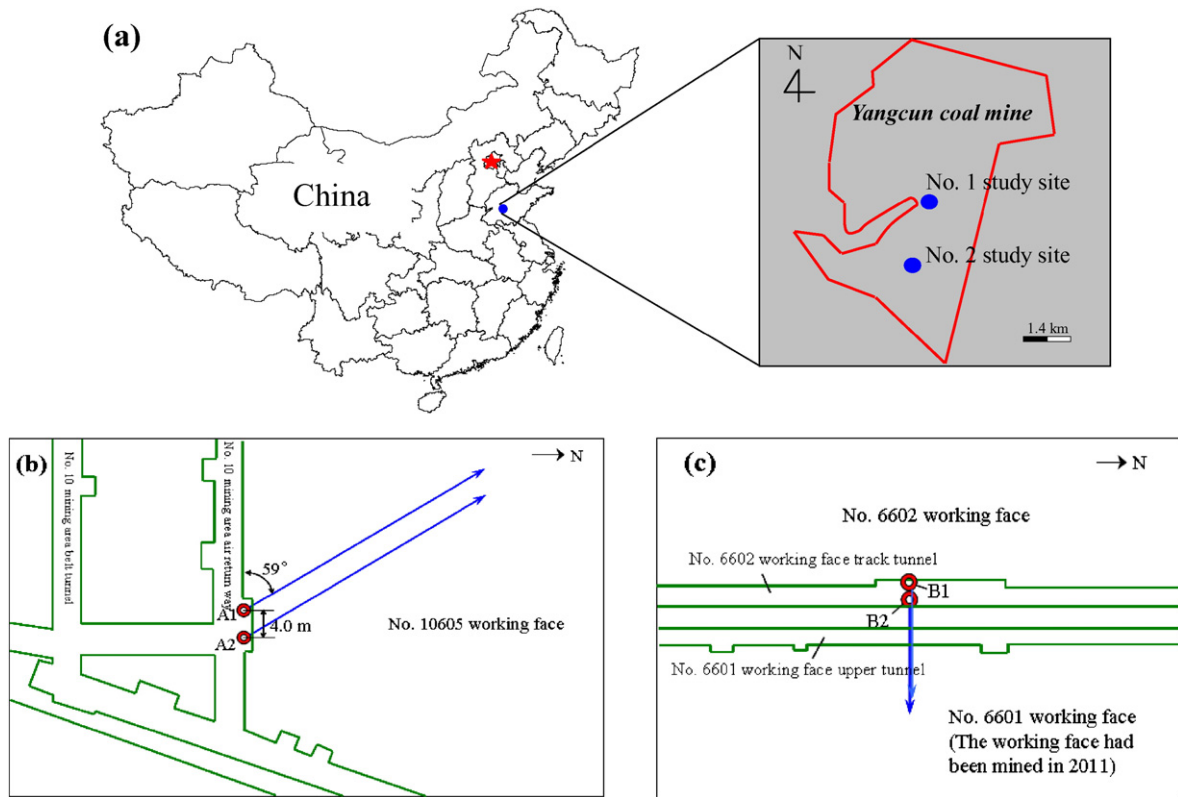 (a)
China
N
Yangcun coal mine
No. 1 study site
No. 2 study site
1.4 km
(b)
N
No. 10 mining area belt tunnel
No. 10 mining area air return way
59°
A1
4.0 m
A2
No. 10605 working face
(c)
N
No. 6602 working face
No. 6602 working face track tunnel
B1
B2
No. 6601 working face upper tunnel
No. 6601 working face
(The working face had
been mined in 2011)